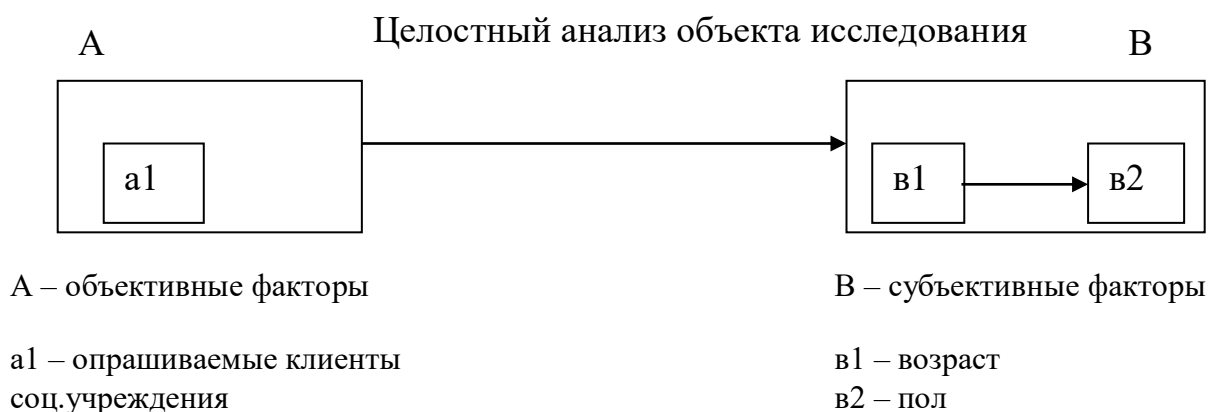 Целостный анализ объекта исследования
А
В
а1
в1
в2
А – объективные факторы
В – субъективные факторы
а1 – опрашиваемые клиенты
соц.учреждения
в1 – возраст
в2 – пол